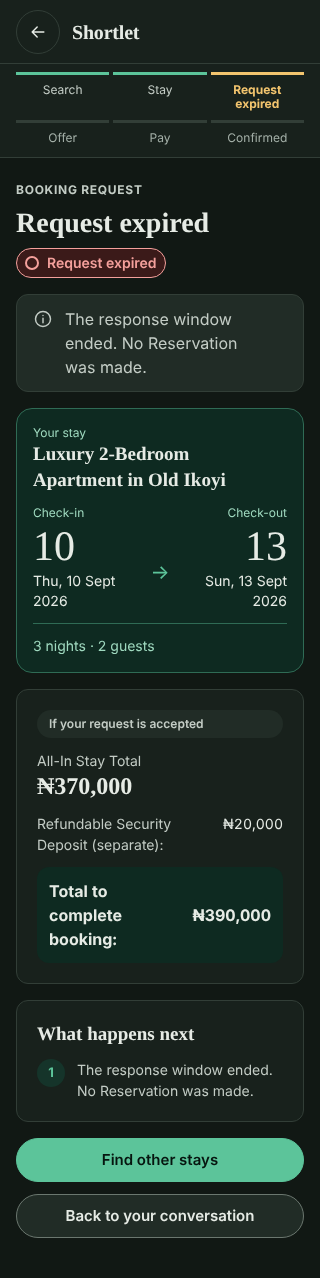 Shortlet
Search
Stay
Request
expired
Offer
Pay
Confirmed
BOOKING REQUEST
Request expired
Request expired
The response window
ended. No Reservation
was made.
Your stay
Luxury 2-Bedroom
Apartment in Old Ikoyi
Check-in
Check-out
10
13
Thu, 10 Sept
2026
→
Sun, 13 Sept
2026
3 nights · 2 guests
If your request is accepted
All-In Stay Total
₦370,000
Refundable Security
Deposit (separate):
₦20,000
Total to
complete
booking:
₦390,000
What happens next
1
The response window ended.
No Reservation was made.
Find other stays
Back to your conversation